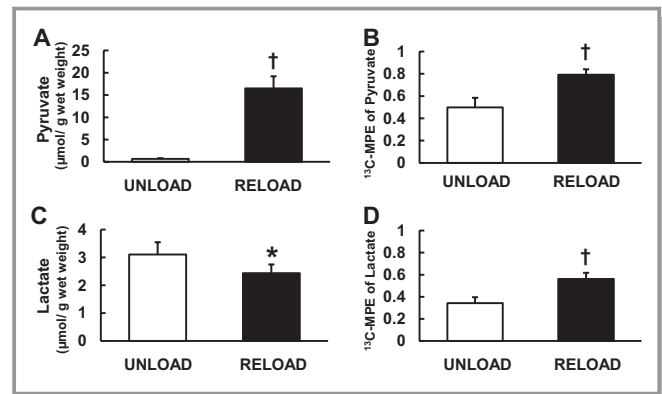 A
Pyruvate
(µmol/ g wet weight)
25
20
15
10
5
0
†
UNLOAD RELOAD
B
¹³C-MPE of Pyruvate
1
0.8
0.6
0.4
0.2
0
†
UNLOAD RELOAD
C
Lactate
(µmol/ g wet weight)
4
3
2
1
0
*
UNLOAD RELOAD
D
¹³C-MPE of Lactate
1
0.8
0.6
0.4
0.2
0
†
UNLOAD RELOAD